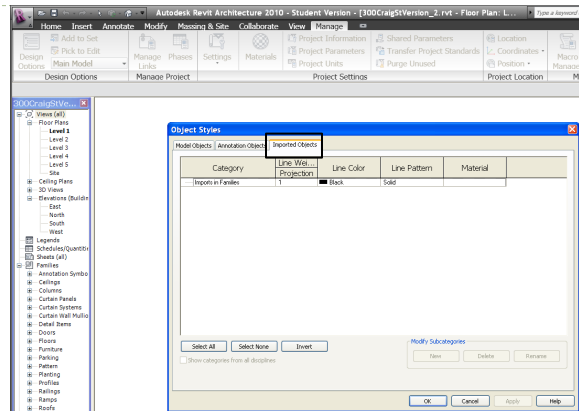 Autodesk Revit Architecture 2010 - Student Version - [300CraigStVersion_2.rvt - Floor Plan: L...
Type a keyword
Home Insert Annotate Modify Massing & Site Collaborate View Manage
Add to Set
Pick to Edit
Main Model
Design Options
Manage Links
Phases
Settings
Materials
Project Information
Project Parameters
Project Units
Shared Parameters
Transfer Project Standards
Purge Unused
Location
Coordinates
Position
Macro
Manage
Design Options
Manage Project
Project Settings
Project Location
M
300CraigStVe...
Views (all)
Floor Plans
Level 1
Level 2
Level 3
Level 4
Level 5
Site
Ceiling Plans
3D Views
Elevations (Buildin
East
North
South
West
Legends
Schedules/Quantitie
Sheets (all)
Families
Annotation Symbo
Ceilings
Columns
Curtain Panels
Curtain Systems
Curtain Wall Mullio
Detail Items
Doors
Floors
Furniture
Parking
Pattern
Planting
Profiles
Railings
Ramps
Roofs
Object Styles
Model Objects Annotation Objects Imported Objects
Category
Line Wei...
Projection
Line Color
Line Pattern
Material
Imports in Families 1 Black Solid
Select All Select None Invert
Show categories from all disciplines
Modify Subcategories
New Delete Rename
OK Cancel Apply Help